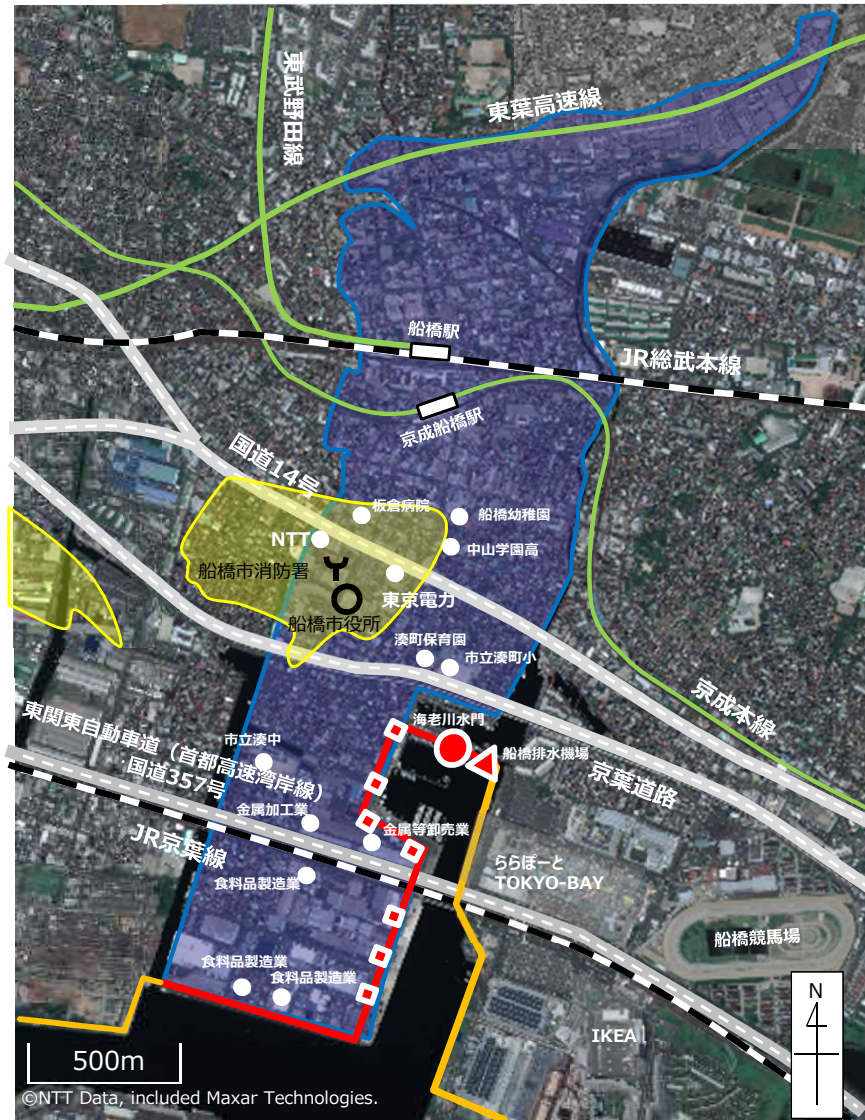 東武野田線
東葉高速線
船橋駅
JR総武本線
京成船橋駅
国道14号
板倉病院
船橋幼稚園
NTT
中山学園高
船橋市消防署
東京電力
船橋市役所
湊町保育園
市立湊町小
京成本線
海老川水門
東関東自動車道（首都高速湾岸線）
・国道357号
市立湊中
船橋排水機場
京葉道路
金属加工業
金属等卸売業
JR京葉線
ららぽーと
TOKYO-BAY
食料品製造業
船橋競馬場
食料品製造業
食料品製造業
N
IKEA
500m
©NTT Data, included Maxar Technologies.